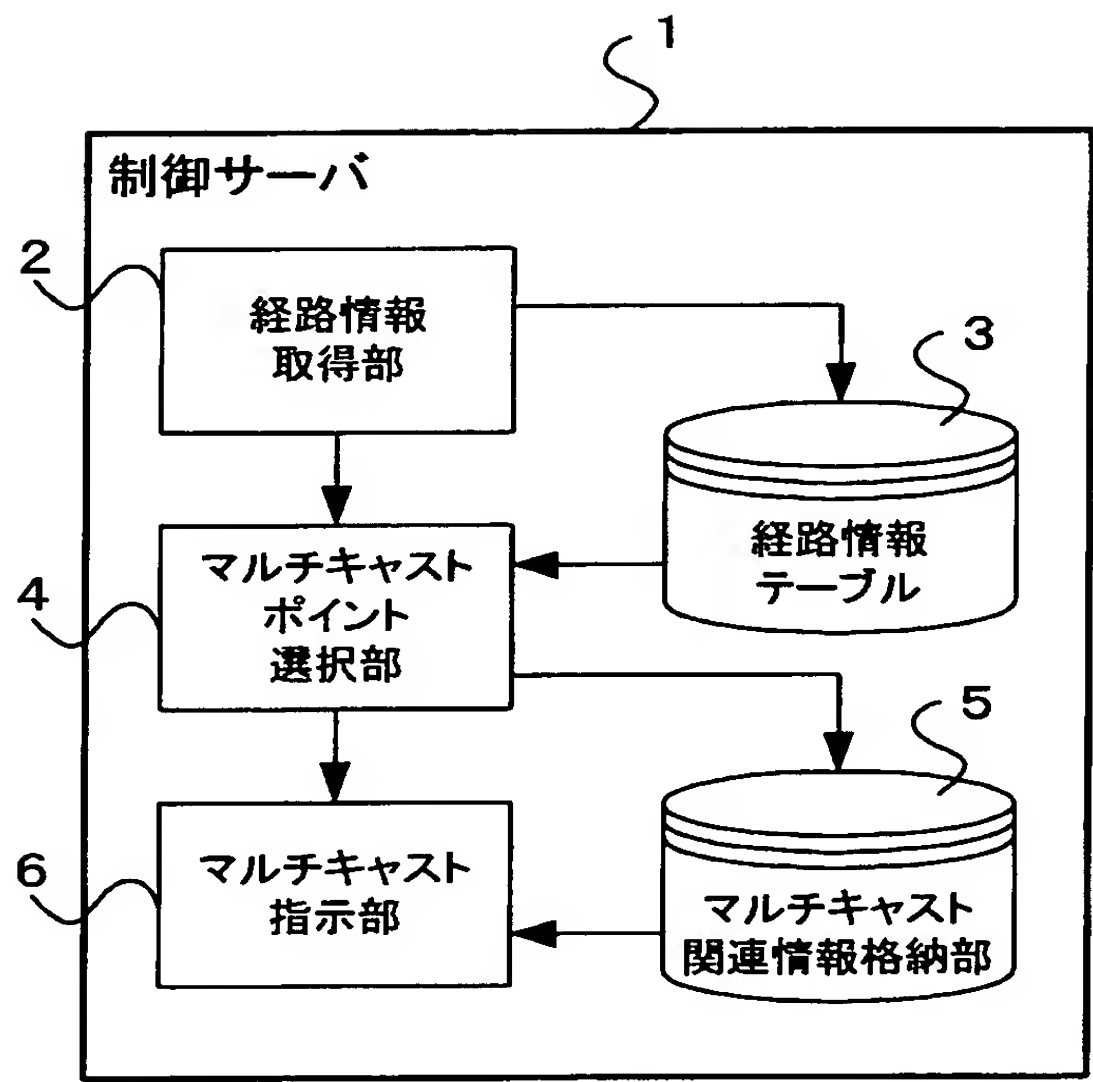 1
制御サーバ
2
経路情報
取得部
3
経路情報
テーブル
4
マルチキャスト
ポイント
選択部
5
マルチキャスト
関連情報格納部
6
マルチキャスト
指示部